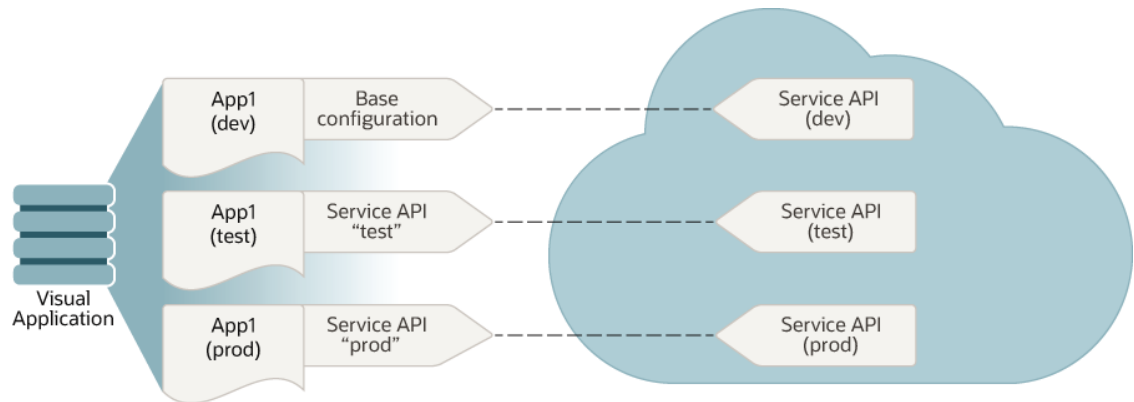 App1
(dev)
Base
configuration
Service API
(dev)
App1
(test)
Service API
“test”
Service API
(test)
Visual
Application
App1
(prod)
Service API
“prod”
Service API
(prod)